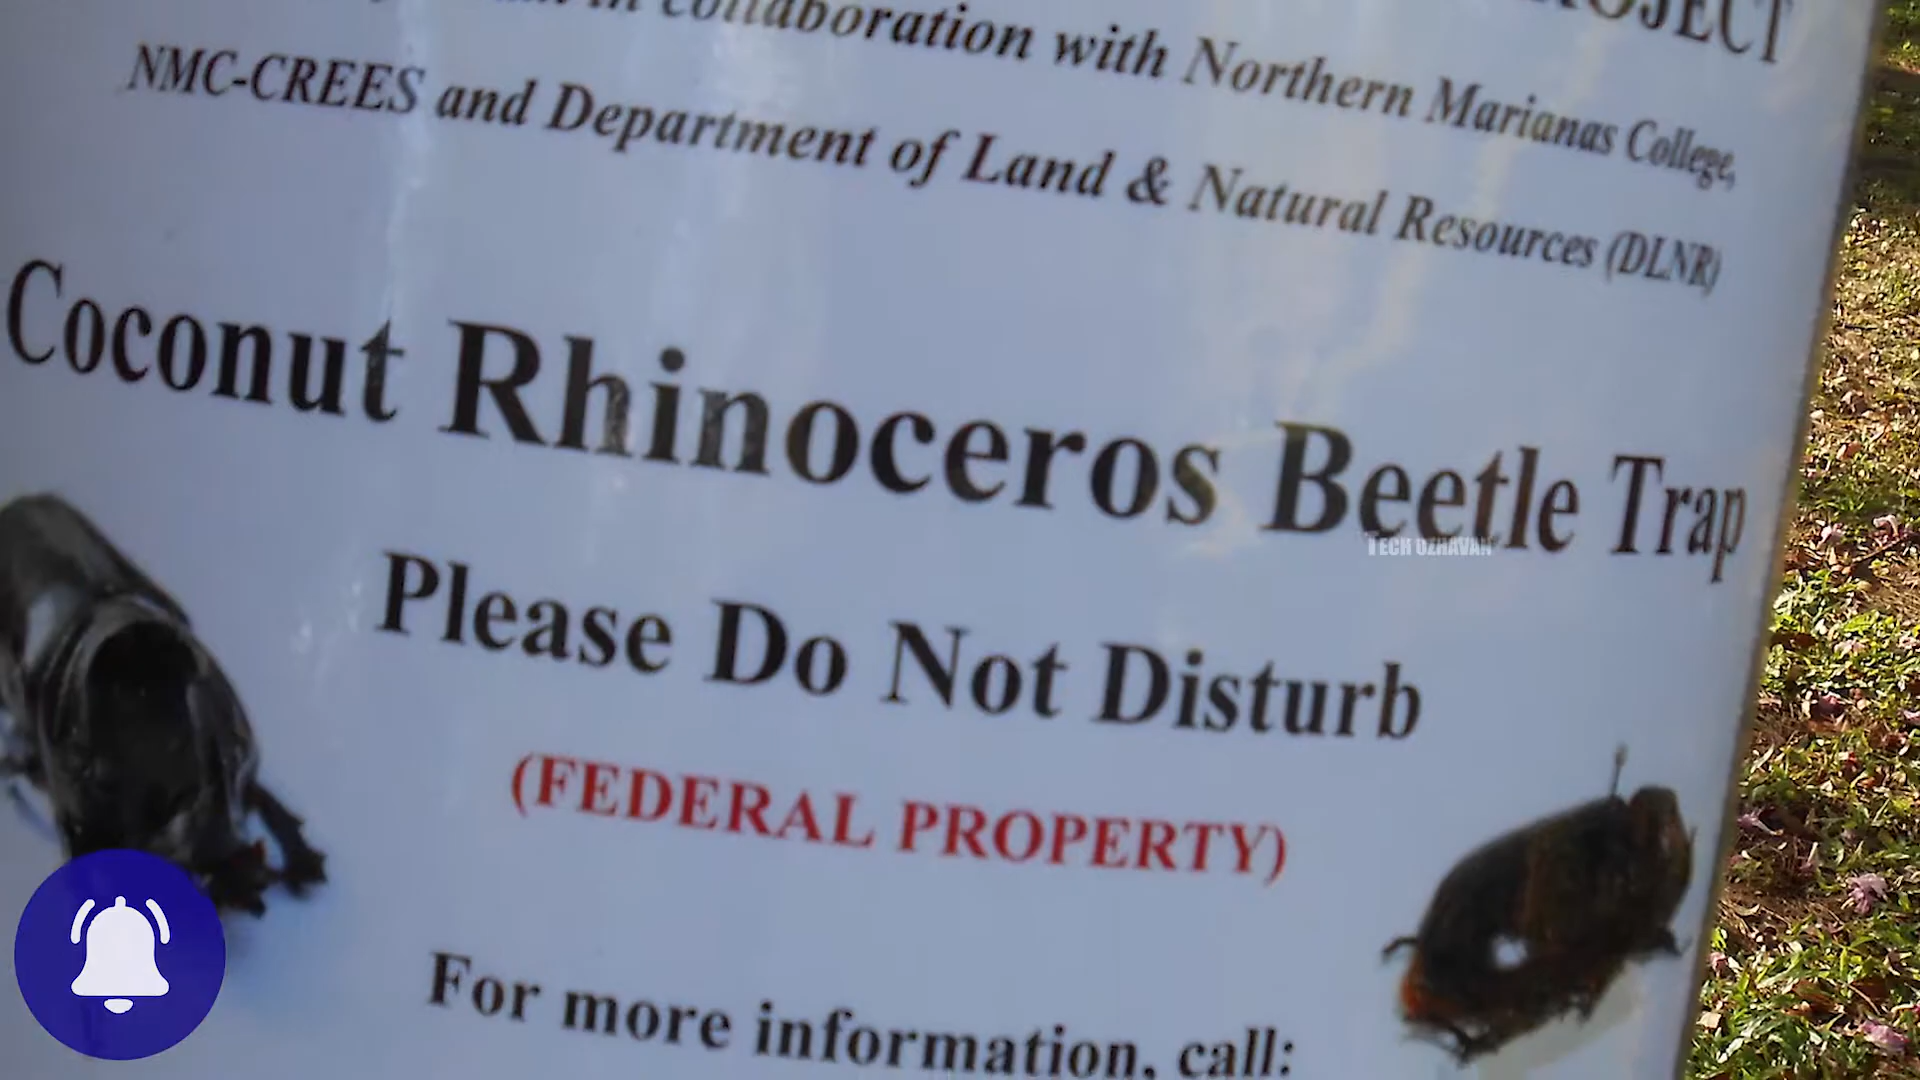 in collaboration with Northern Marianas College,
NMC-CREES and Department of Land & Natural Resources (DLNR)
Coconut Rhinoceros Beetle Trap
TECH UZHAVAN
Please Do Not Disturb
(FEDERAL PROPERTY)
For more information, call: